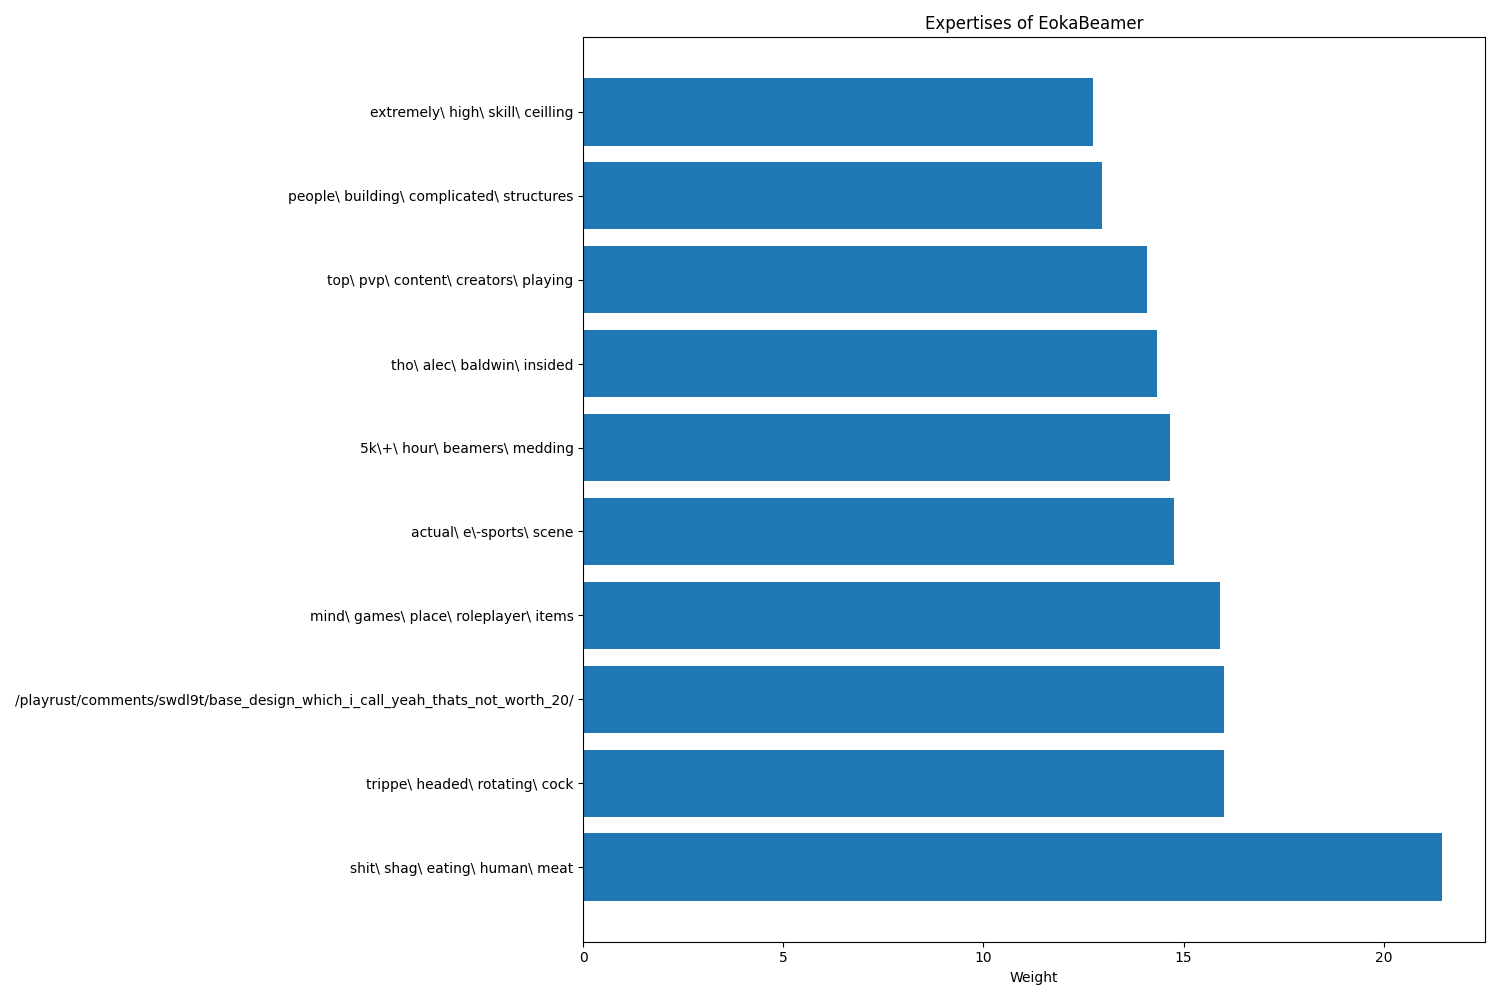 Expertises of EokaBeamer
extremely\ high\ skill\ ceilling
people\ building\ complicated\ structures
top\ pvp\ content\ creators\ playing
tho\ alec\ baldwin\ insided
5k\+\ hour\ beamers\ medding
actual\ e\-sports\ scene
mind\ games\ place\ roleplayer\ items
/playrust/comments/swdl9t/base_design_which_i_call_yeah_thats_not_worth_20/
trippe\ headed\ rotating\ cock
shit\ shag\ eating\ human\ meat
0 5 10 15 20
Weight